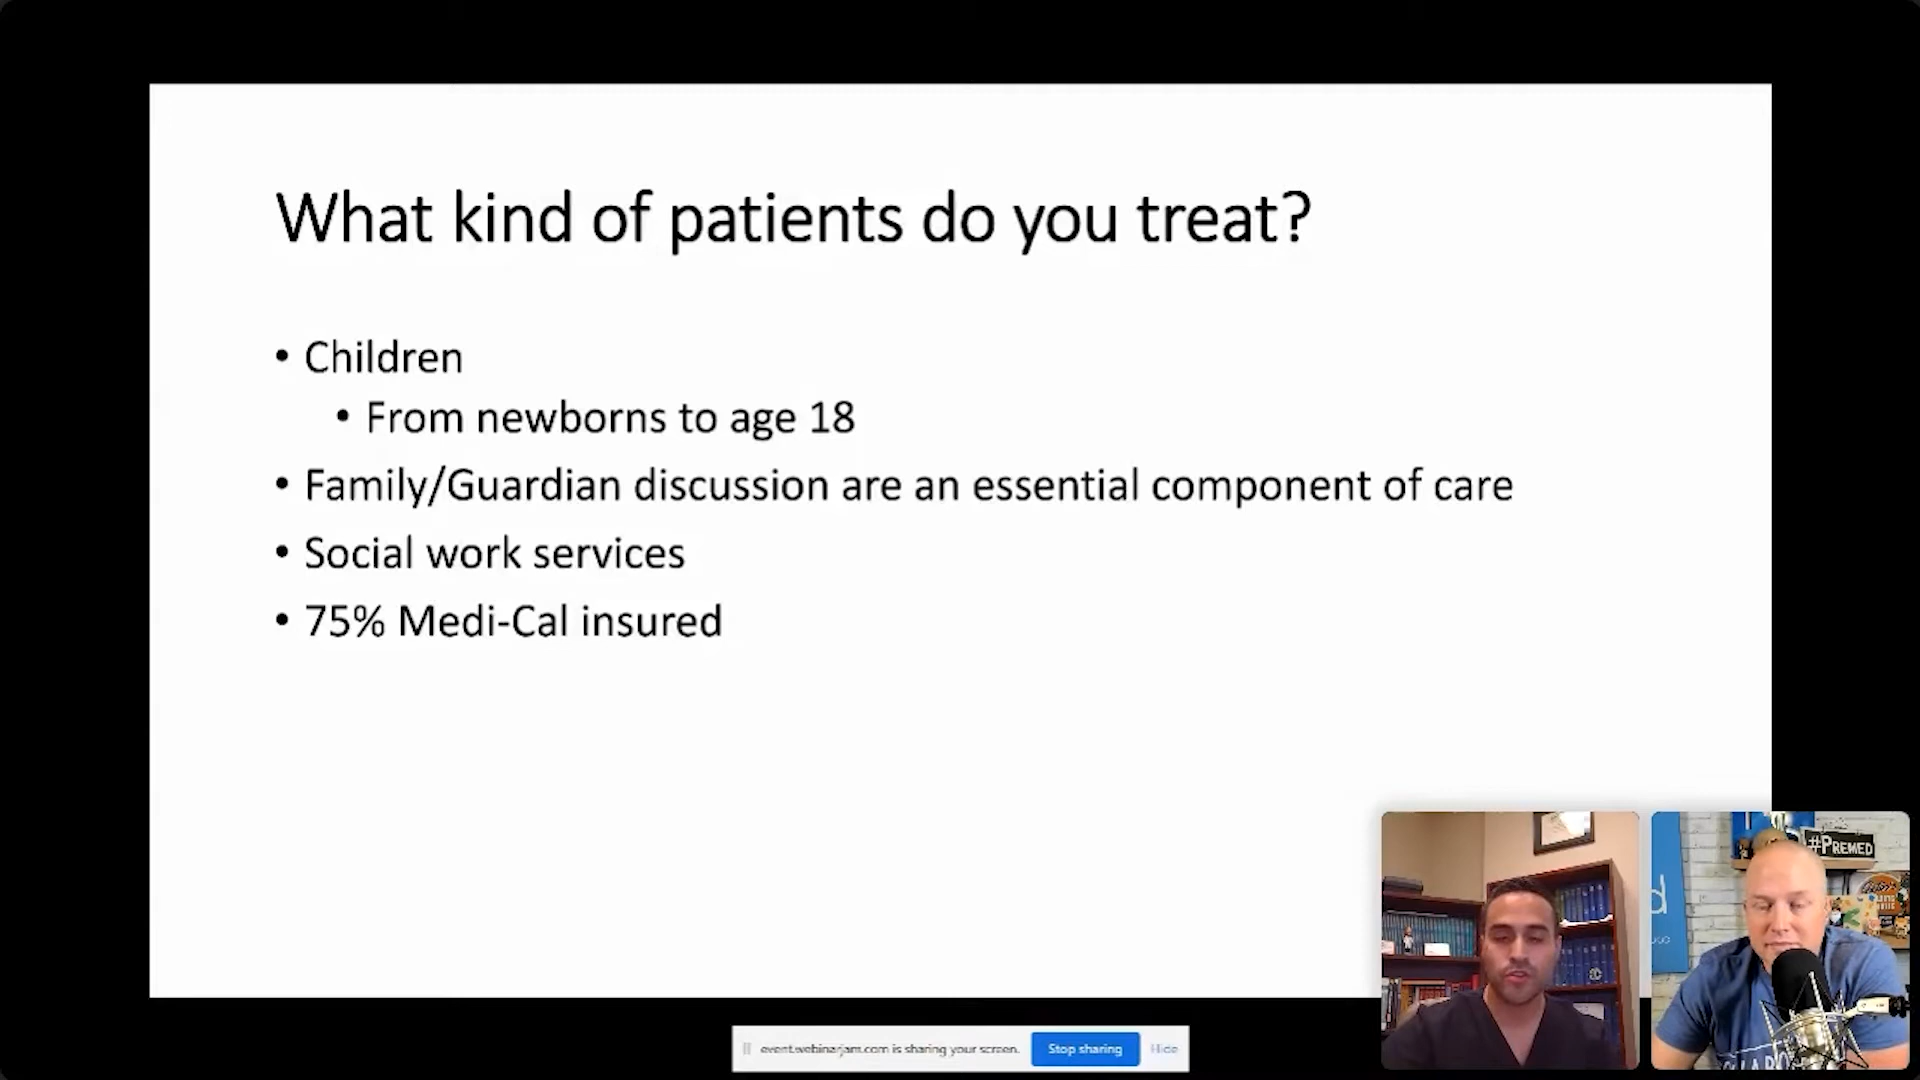 What kind of patients do you treat?
• Children
• From newborns to age 18
• Family/Guardian discussion are an essential component of care
• Social work services
• 75% Medi-Cal insured
#PREMED
d
event.webinarjam.com is sharing your screen.
Stop sharing
Hide